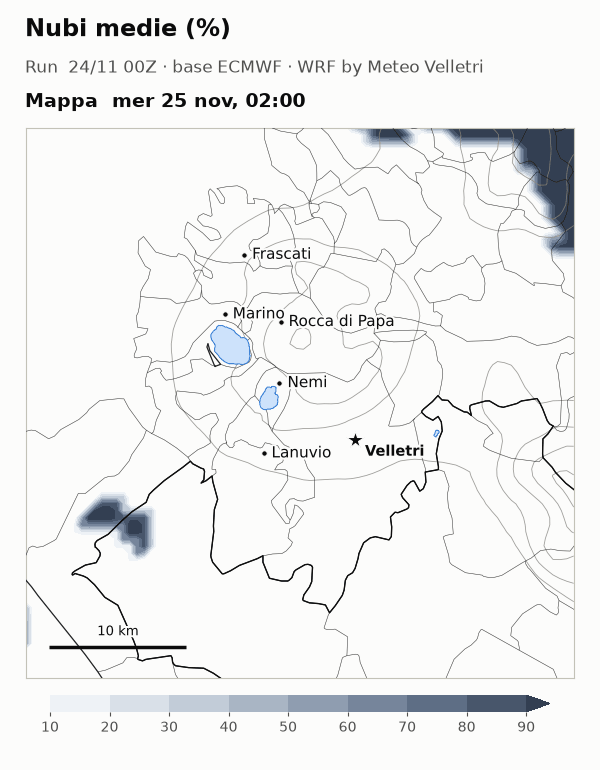 Nubi medie (%)
Run  24/11 00Z · base ECMWF · WRF by Meteo Velletri
Mappa  mer 25 nov, 02:00
Frascati
Marino
Rocca di Papa
Nemi
Velletri
Lanuvio
10 km
10 20 30 40 50 60 70 80 90